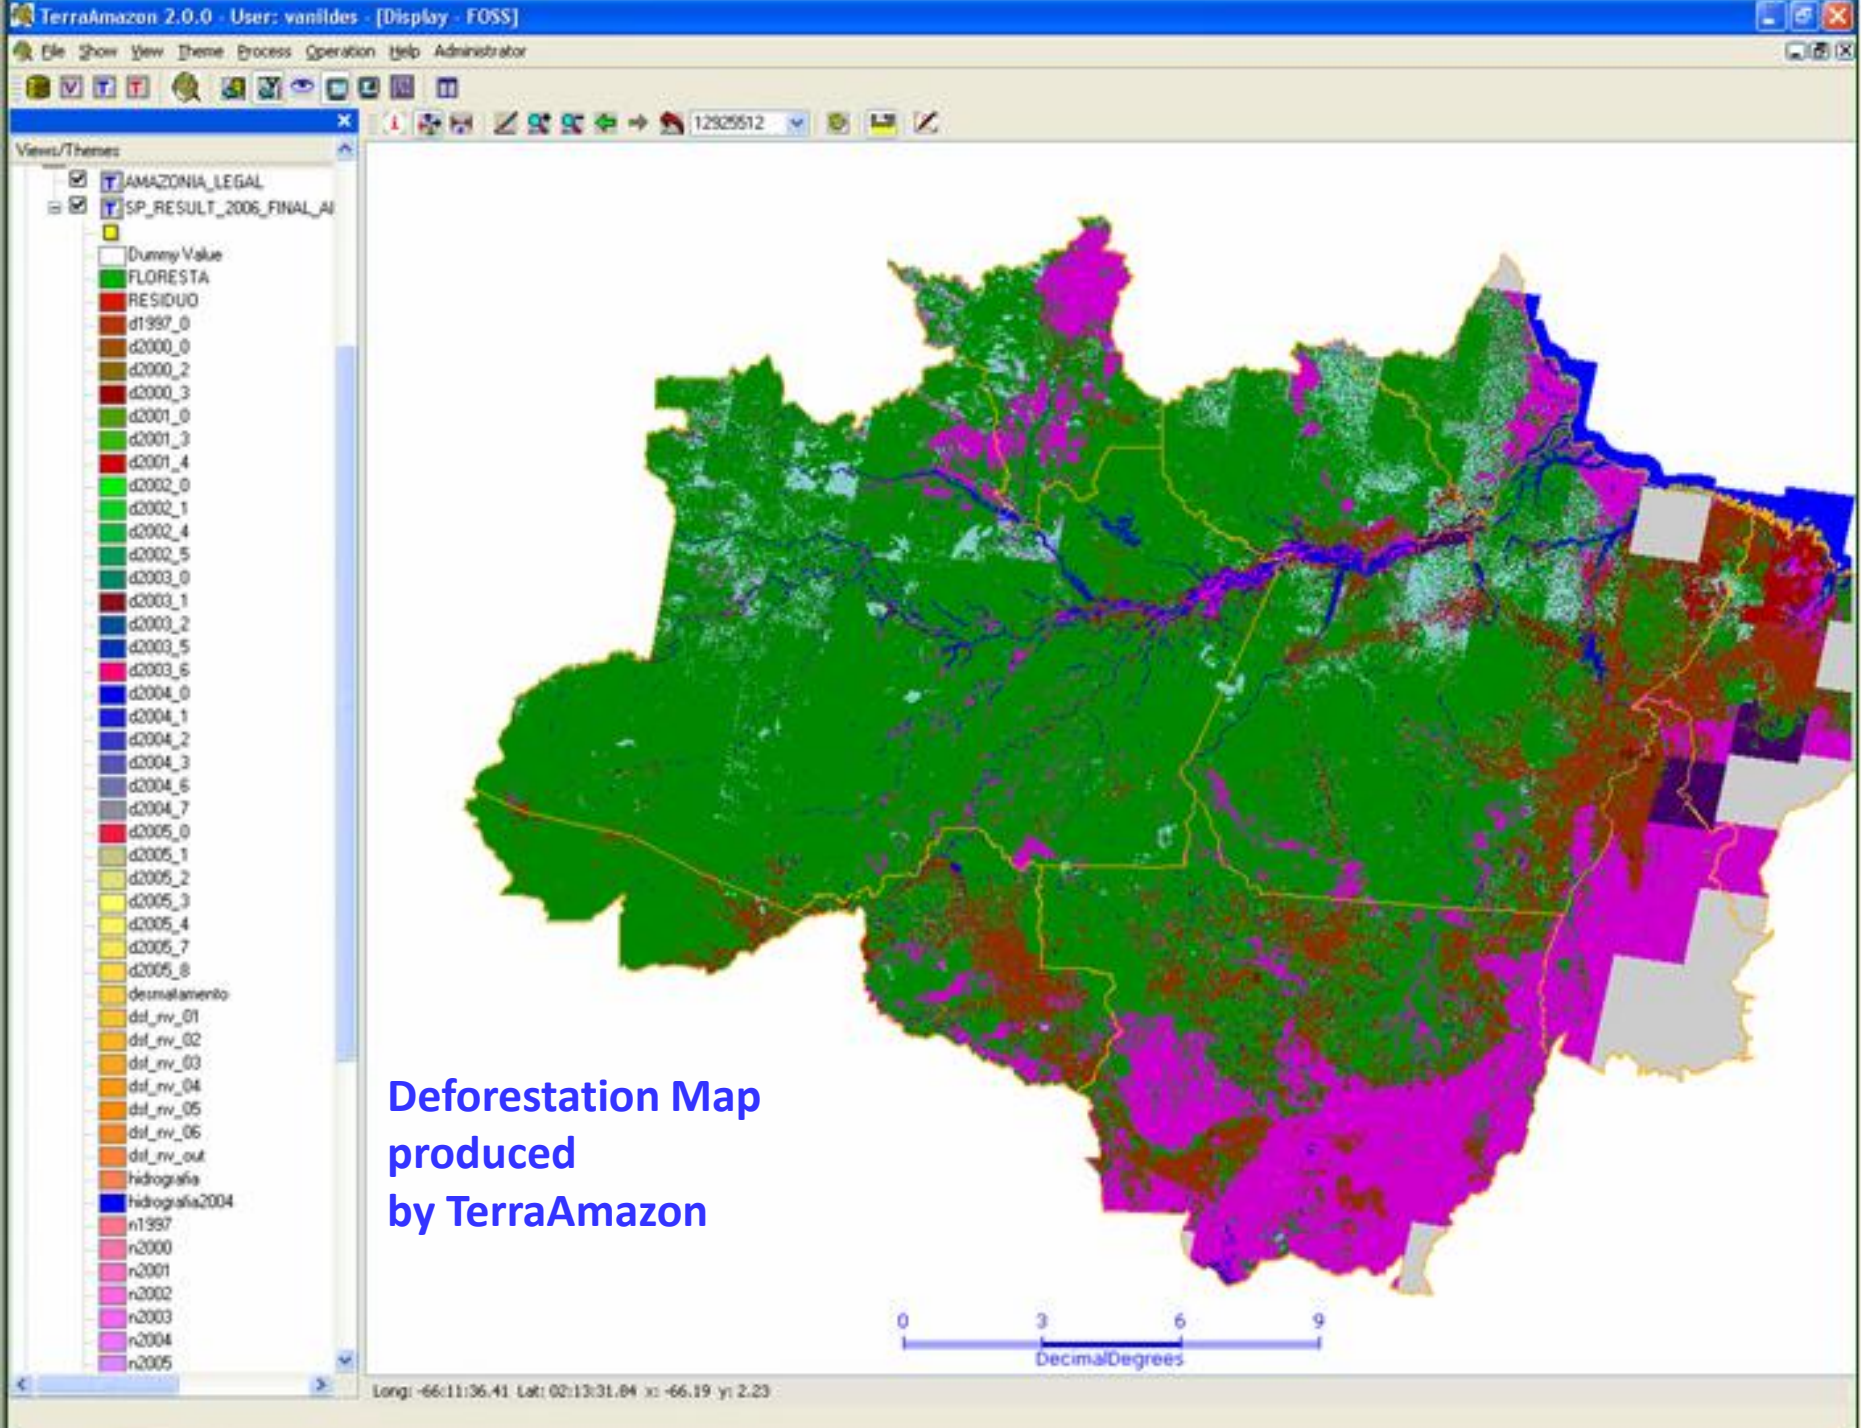 TerraAmazon 2.0.0 - User: vanildes - [Display - FOSS]
File Show View Theme Process Operation Help Administrator
12925512
Views/Themes
AMAZONIA_LEGAL
SP_RESULT_2006_FINAL_AI
Dummy Value
FLORESTA
RESIDUO
d1997_0
d2000_0
d2000_2
d2000_3
d2001_0
d2001_3
d2001_4
d2002_0
d2002_1
d2002_4
d2002_5
d2003_0
d2003_1
d2003_2
d2003_5
d2003_6
d2004_0
d2004_1
d2004_2
d2004_3
d2004_6
d2004_7
d2005_0
d2005_1
d2005_2
d2005_3
d2005_4
d2005_7
d2005_8
desmatamento
dsf_nv_01
dsf_nv_02
dsf_nv_03
dsf_nv_04
dsf_nv_05
dsf_nv_06
dsf_nv_out
hidrografia
hidrografia2004
n1997
n2000
n2001
n2002
n2003
n2004
n2005
Deforestation Map
produced
by TerraAmazon
0 3 6 9
DecimalDegrees
Long: -66:11:36.41 Lat: 02:13:31.84 x: -66.19 y: 2.23